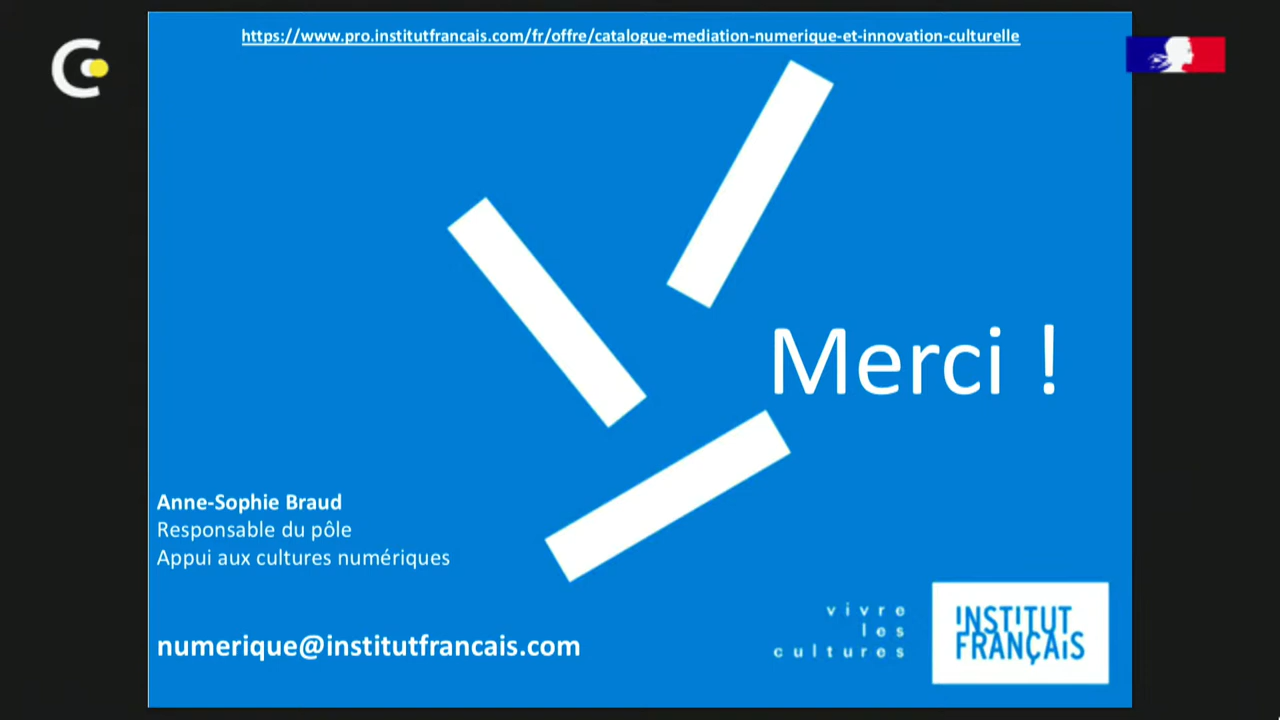 https://www.pro.institutfrancais.com/fr/offre/catalogue-mediation-numerique-et-innovation-culturelle
Merci !
Anne-Sophie Braud
Responsable du pôle
Appui aux cultures numériques
numerique@institutfrancais.com
vivre
les
cultures
INSTITUT
FRANÇAiS